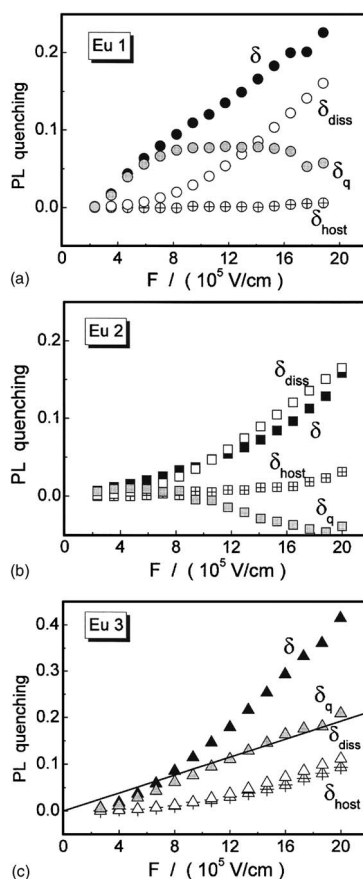 Eu 1
PL quenching
0.2
0.1
0.0
δ
δdiss
δq
δhost
0 4 8 12 16 20
F / (10⁵ V/cm)
(a)
Eu 2
PL quenching
0.2
0.1
0.0
δdiss
δ
δhost
δq
0 4 8 12 16 20
F / (10⁵ V/cm)
(b)
Eu 3
PL quenching
0.4
0.3
0.2
0.1
0.0
δ
δq
δdiss
δhost
0 4 8 12 16 20
F / (10⁵ V/cm)
(c)